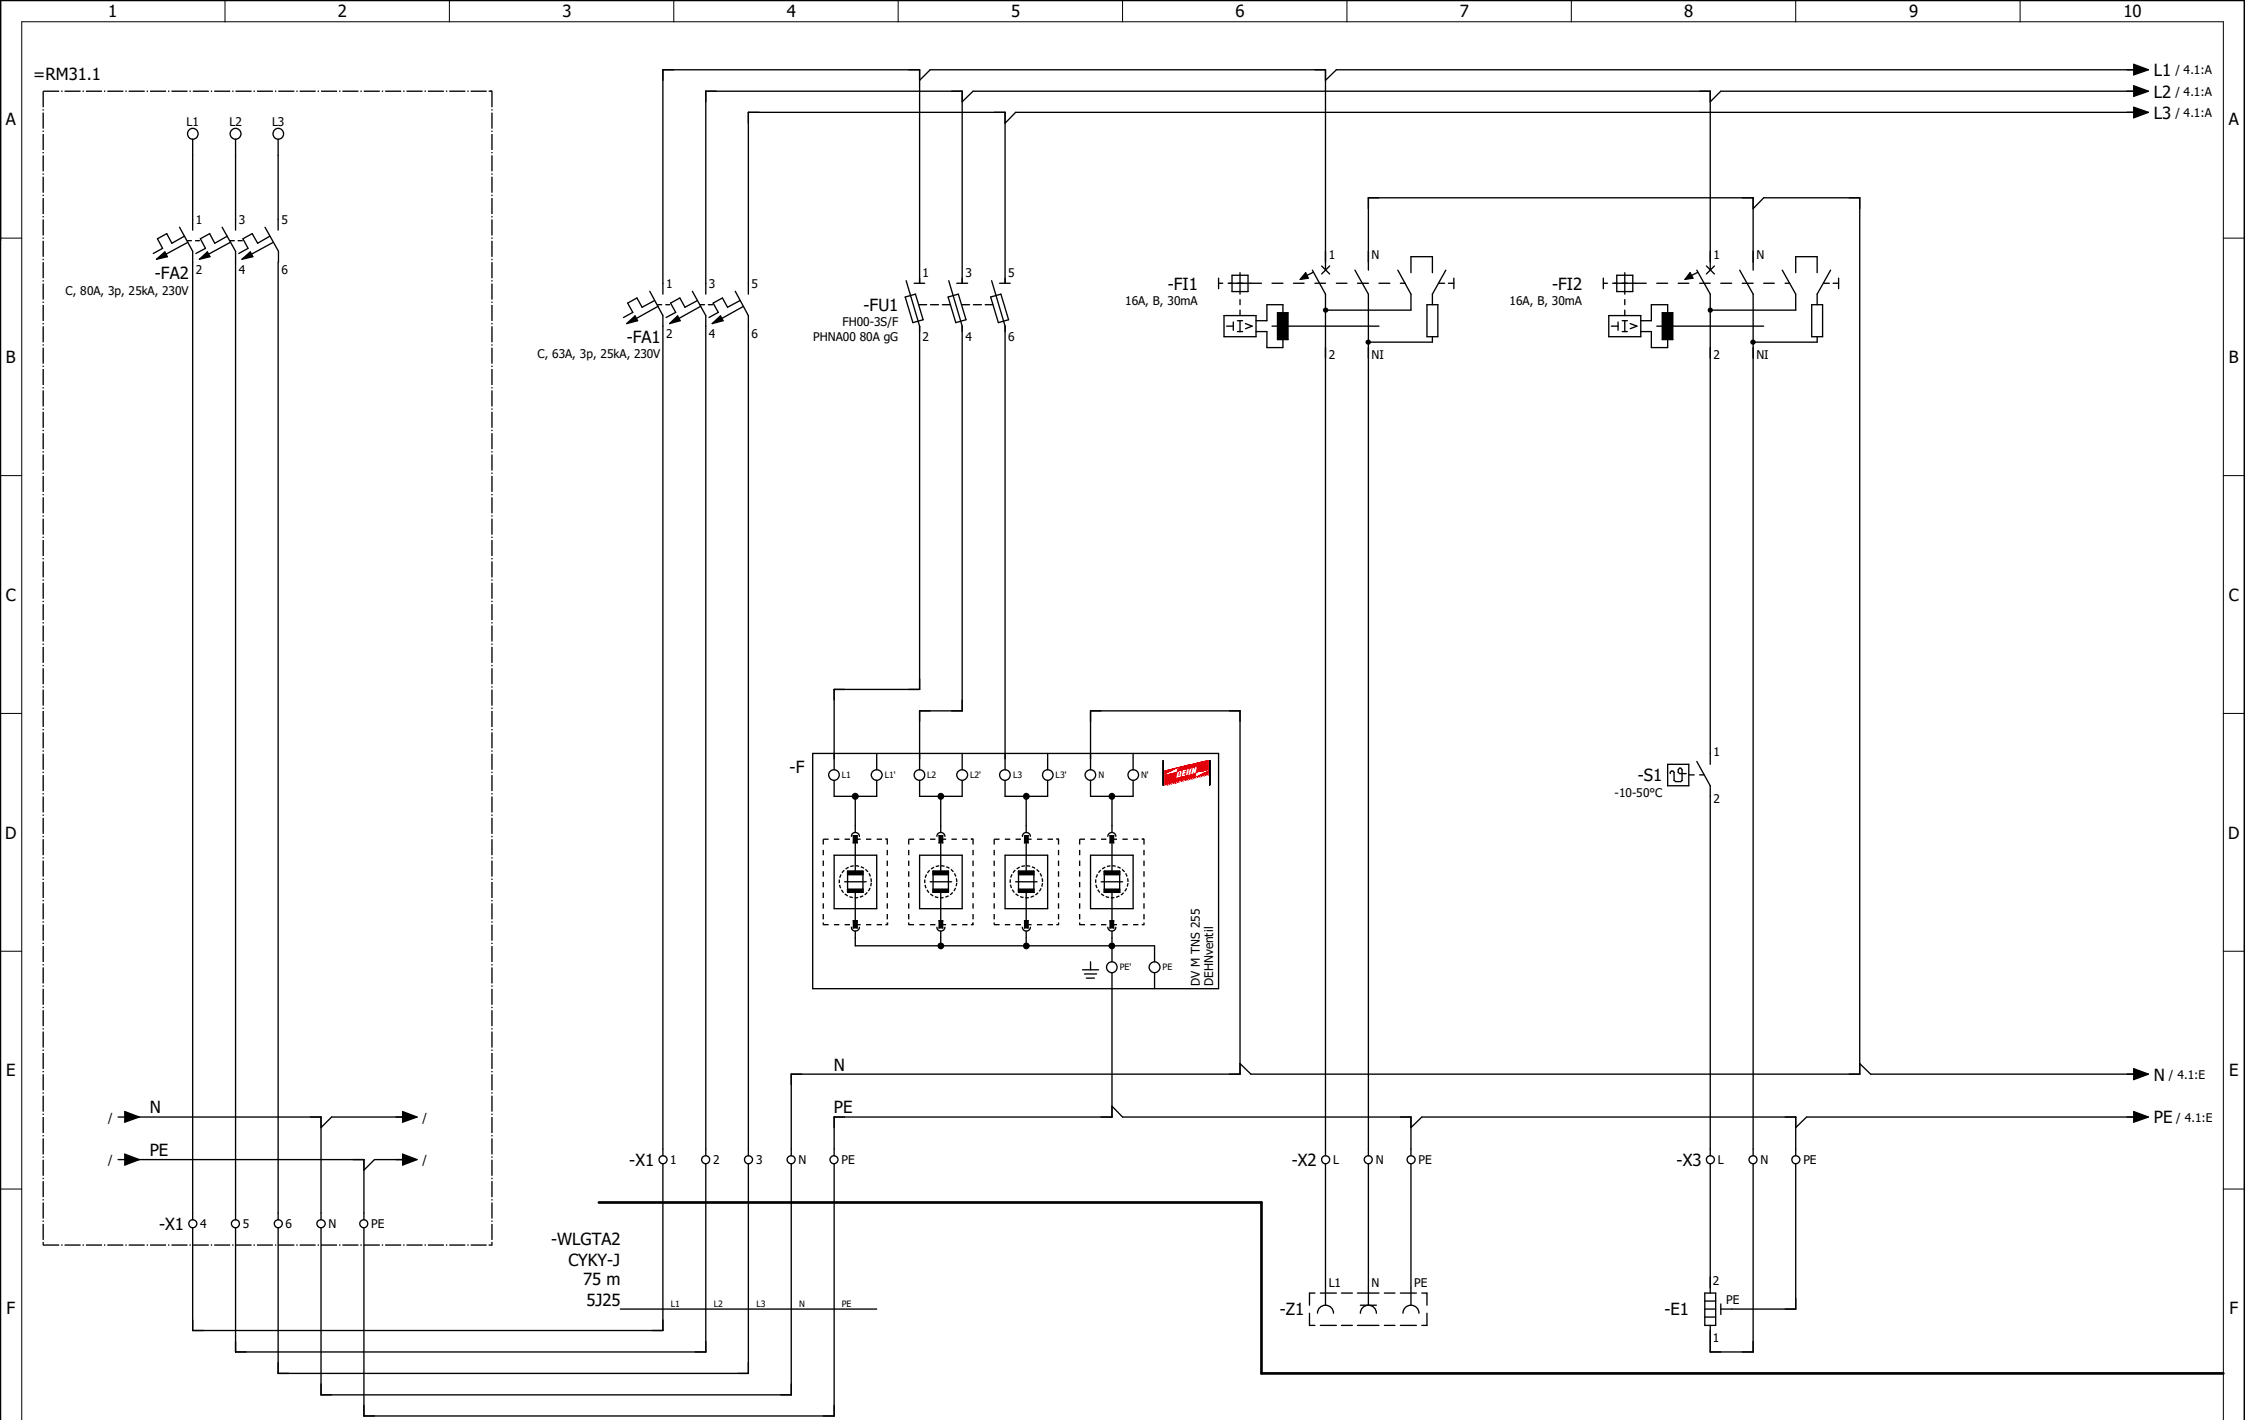 1 2 3 4 5 6 7 8 9 10
=RM31.1
L1 / 4.1:A
L2 / 4.1:A
L3 / 4.1:A
A A
L1 L2 L3
1 3 5
-FA2 2 4 6
C, 80A, 3p, 25kA, 230V
1 3 5
-FA1 2 4 6
C, 63A, 3p, 25kA, 230V
1 3 5
-FU1
FH00-3S/F
PHNA00 80A gG 2 4 6
1 N
-FI1
16A, B, 30mA
I>
2 NI
1 N
-FI2
16A, B, 30mA
I>
2 NI
B B
C C
-F L1 L1' L2 L2' L3 L3' N N' DEHN
1
-S1 ϑ
-10-50°C 2
D D
DV M TNS 255
DEHNventil
PE' PE
E E
N
N / 4.1:E
PE
PE / 4.1:E
/ N /
/ PE /
-X1 1 2 3 N PE
-X2 L N PE
-X3 L N PE
-X1 4 5 6 N PE
-WLGTA2
CYKY-J
75 m
5J25 L1 L2 L3 N PE
L1 N PE
-Z1
2
-E1 PE
1
F F